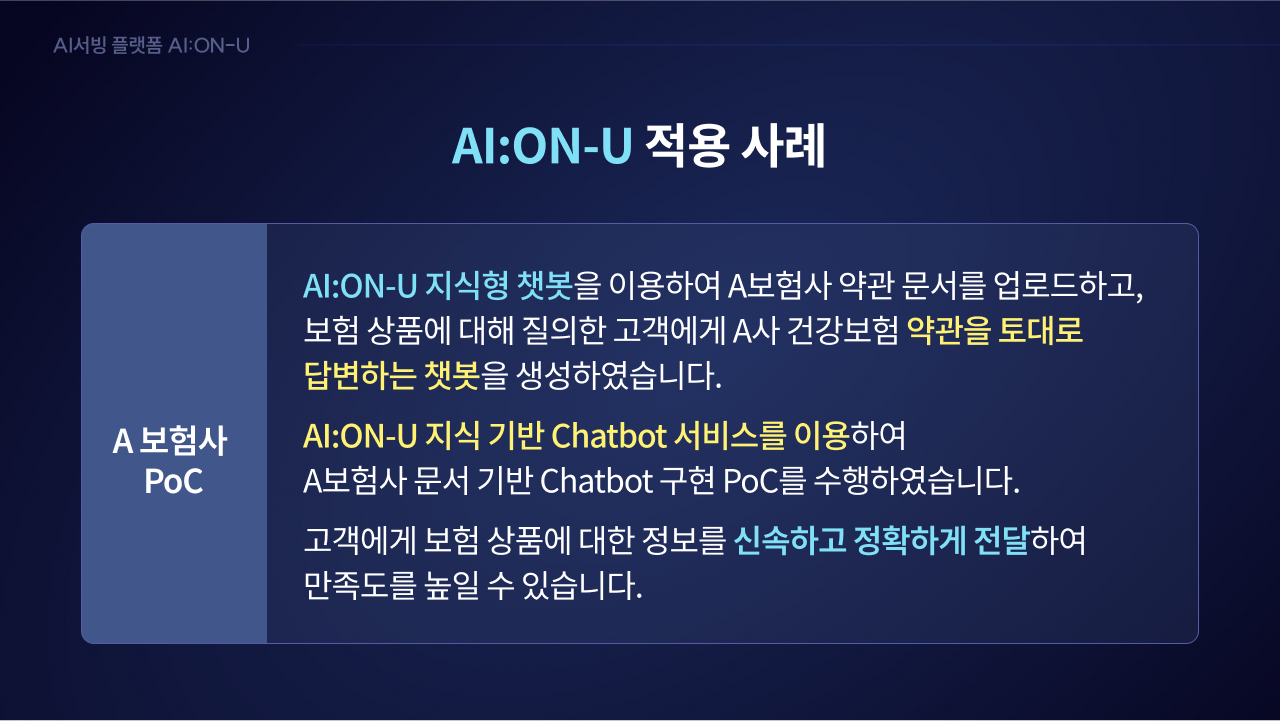 AI서빙 플랫폼 AI:ON-U
AI:ON-U 적용 사례
A 보험사
PoC
AI:ON-U 지식형 챗봇을 이용하여 A보험사 약관 문서를 업로드하고,
보험 상품에 대해 질의한 고객에게 A사 건강보험 약관을 토대로
답변하는 챗봇을 생성하였습니다.
AI:ON-U 지식 기반 Chatbot 서비스를 이용하여
A보험사 문서 기반 Chatbot 구현 PoC를 수행하였습니다.
고객에게 보험 상품에 대한 정보를 신속하고 정확하게 전달하여
만족도를 높일 수 있습니다.